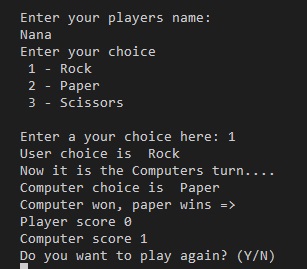 Enter your players name:
Nana
Enter your choice
1 - Rock
2 - Paper
3 - Scissors
Enter a your choice here: 1
User choice is  Rock
Now it is the Computers turn....
Computer choice is  Paper
Computer won, paper wins =>
Player score 0
Computer score 1
Do you want to play again? (Y/N)